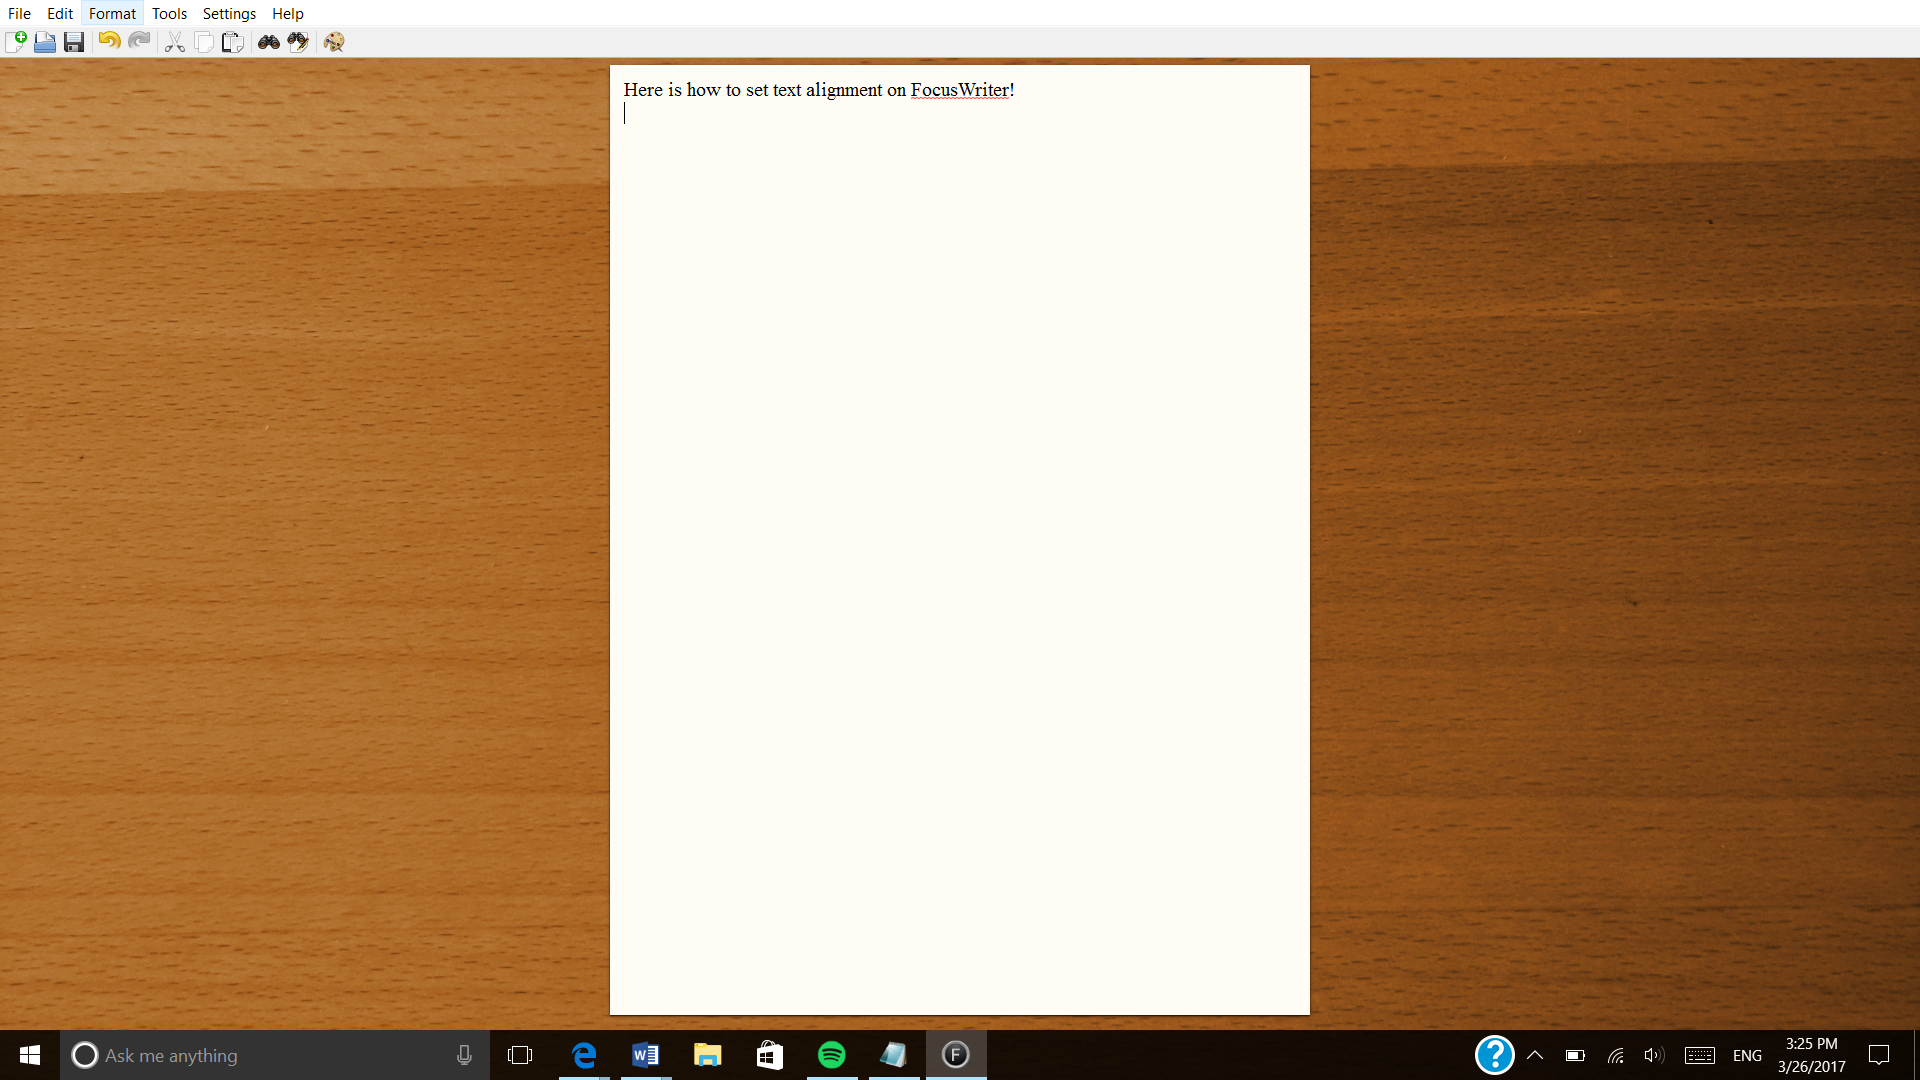 File Edit Format Tools Settings Help
Here is how to set text alignment on FocusWriter!
Ask me anything
ENG
3:25 PM
3/26/2017